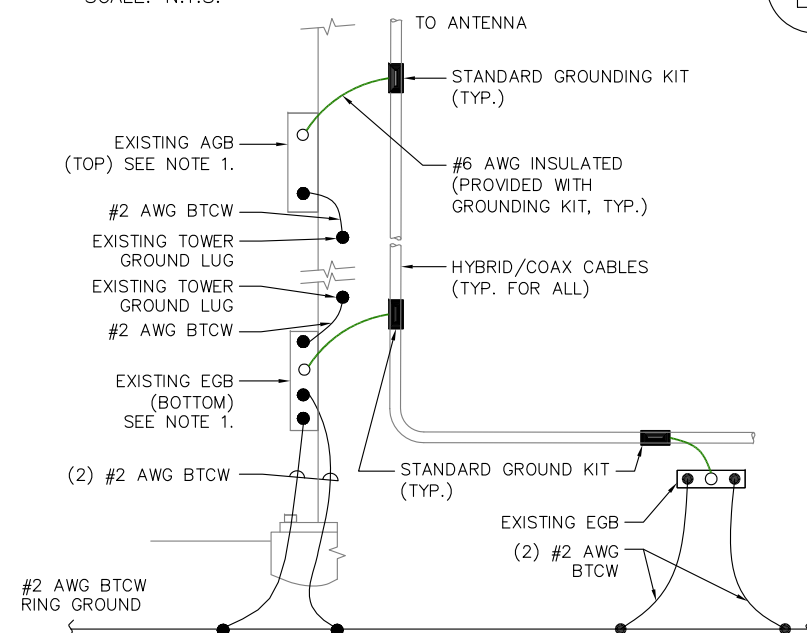 SCALE: N.T.S.
TO ANTENNA
STANDARD GROUNDING KIT
(TYP.)
EXISTING AGB
(TOP) SEE NOTE 1.
#6 AWG INSULATED
(PROVIDED WITH
GROUNDING KIT, TYP.)
#2 AWG BTCW
EXISTING TOWER
GROUND LUG
HYBRID/COAX CABLES
(TYP. FOR ALL)
EXISTING TOWER
GROUND LUG
#2 AWG BTCW
EXISTING EGB
(BOTTOM)
SEE NOTE 1.
(2) #2 AWG BTCW
STANDARD GROUND KIT
(TYP.)
EXISTING EGB
(2) #2 AWG
BTCW
#2 AWG BTCW
RING GROUND